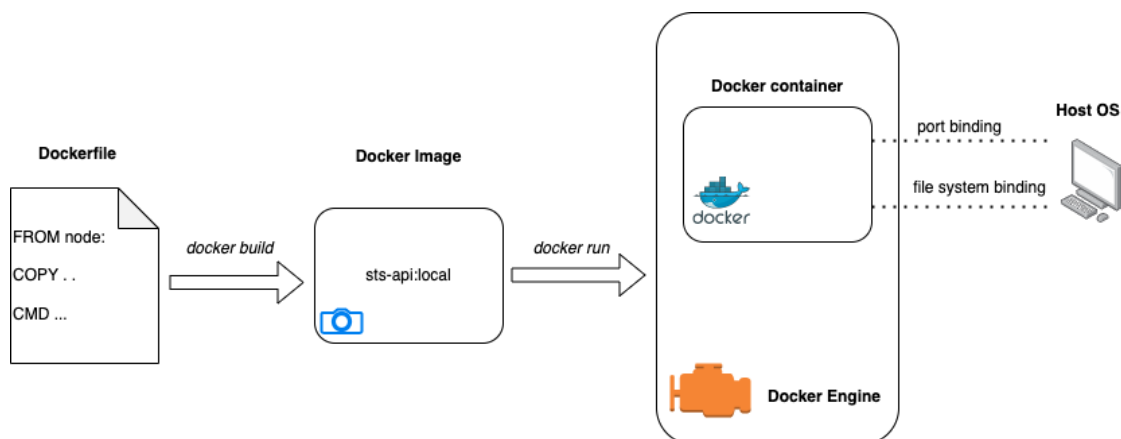 Dockerfile
FROM node:
COPY . .
CMD ...
docker build
Docker Image
sts-api:local
docker run
Docker container
docker
Docker Engine
port binding
file system binding
Host OS